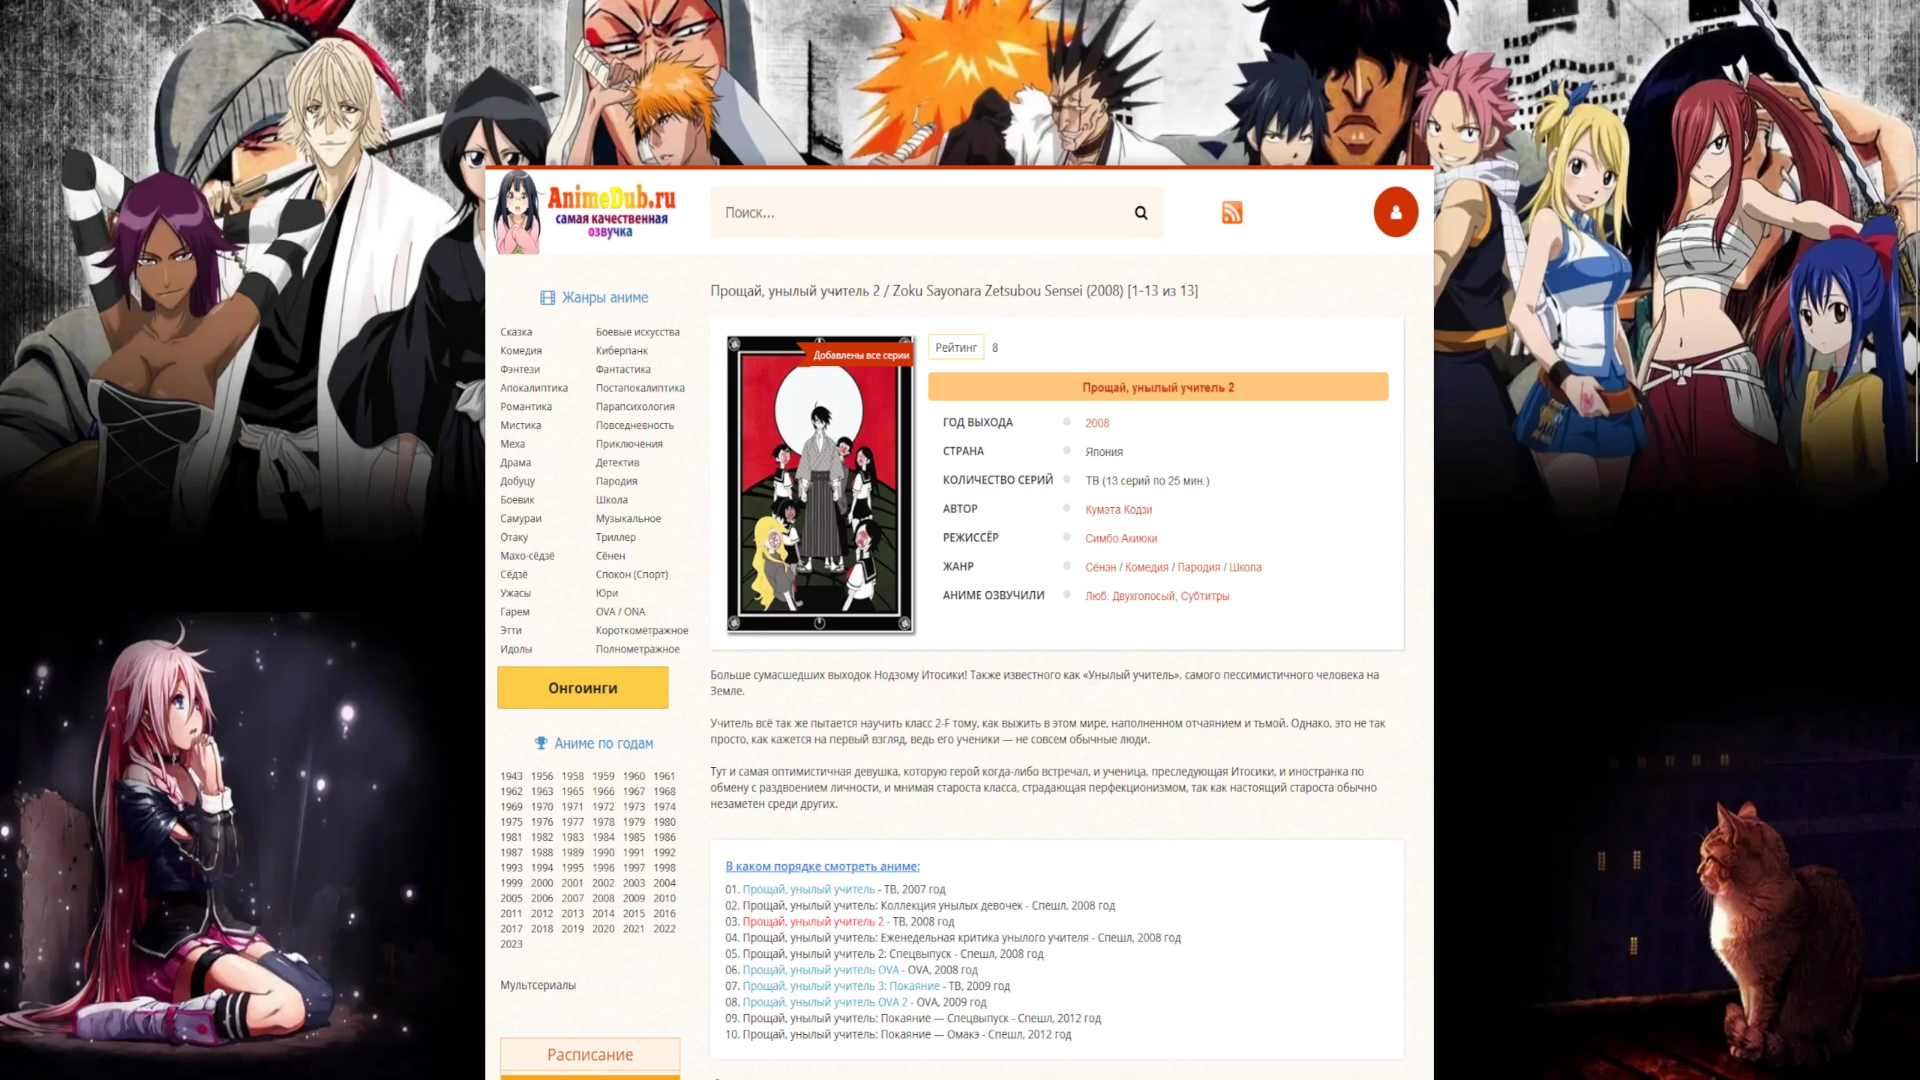 AnimeDub.ru
самая качественная
озвучка
Поиск...
Жанры аниме
Сказка
Комедия
Фэнтези
Апокалиптика
Романтика
Мистика
Меха
Драма
Добуцу
Боевик
Самураи
Отаку
Махо-сёдзё
Сёдзё
Ужасы
Гарем
Этти
Идолы
Боевые искусства
Киберпанк
Фантастика
Постапокалиптика
Парапсихология
Повседневность
Приключения
Детектив
Пародия
Школа
Музыкальное
Триллер
Сёнен
Спокон (Спорт)
Юри
OVA / ONA
Короткометражное
Полнометражное
Онгоинги
Аниме по годам
1943 1956 1958 1959 1960 1961
1962 1963 1965 1966 1967 1968
1969 1970 1971 1972 1973 1974
1975 1976 1977 1978 1979 1980
1981 1982 1983 1984 1985 1986
1987 1988 1989 1990 1991 1992
1993 1994 1995 1996 1997 1998
1999 2000 2001 2002 2003 2004
2005 2006 2007 2008 2009 2010
2011 2012 2013 2014 2015 2016
2017 2018 2019 2020 2021 2022
2023
Мультсериалы
Расписание
Прощай, унылый учитель 2 / Zoku Sayonara Zetsubou Sensei (2008) [1-13 из 13]
Добавлены все серии
Рейтинг 8
Прощай, унылый учитель 2
ГОД ВЫХОДА 2008
СТРАНА Япония
КОЛИЧЕСТВО СЕРИЙ ТВ (13 серий по 25 мин.)
АВТОР Кумэта Кодзи
РЕЖИССЁР Симбо Акиюки
ЖАНР Сёнэн / Комедия / Пародия / Школа
АНИМЕ ОЗВУЧИЛИ Люб. Двухголосый, Субтитры
Больше сумасшедших выходок Нодзому Итосики! Также известного как «Унылый учитель», самого пессимистичного человека на
Земле.
Учитель всё так же пытается научить класс 2-F тому, как выжить в этом мире, наполненном отчаянием и тьмой. Однако, это не так
просто, как кажется на первый взгляд, ведь его ученики — не совсем обычные люди.
Тут и самая оптимистичная девушка, которую герой когда-либо встречал, и ученица, преследующая Итосики, и иностранка по
обмену с раздвоением личности, и мнимая староста класса, страдающая перфекционизмом, так как настоящий староста обычно
незаметен среди других.
В каком порядке смотреть аниме:
01. Прощай, унылый учитель - ТВ, 2007 год
02. Прощай, унылый учитель: Коллекция унылых девочек - Спешл, 2008 год
03. Прощай, унылый учитель 2 - ТВ, 2008 год
04. Прощай, унылый учитель: Еженедельная критика унылого учителя - Спешл, 2008 год
05. Прощай, унылый учитель 2: Спецвыпуск - Спешл, 2008 год
06. Прощай, унылый учитель OVA - OVA, 2008 год
07. Прощай, унылый учитель 3: Покаяние - ТВ, 2009 год
08. Прощай, унылый учитель OVA 2 - OVA, 2009 год
09. Прощай, унылый учитель: Покаяние — Спецвыпуск - Спешл, 2012 год
10. Прощай, унылый учитель: Покаяние — Омакэ - Спешл, 2012 год